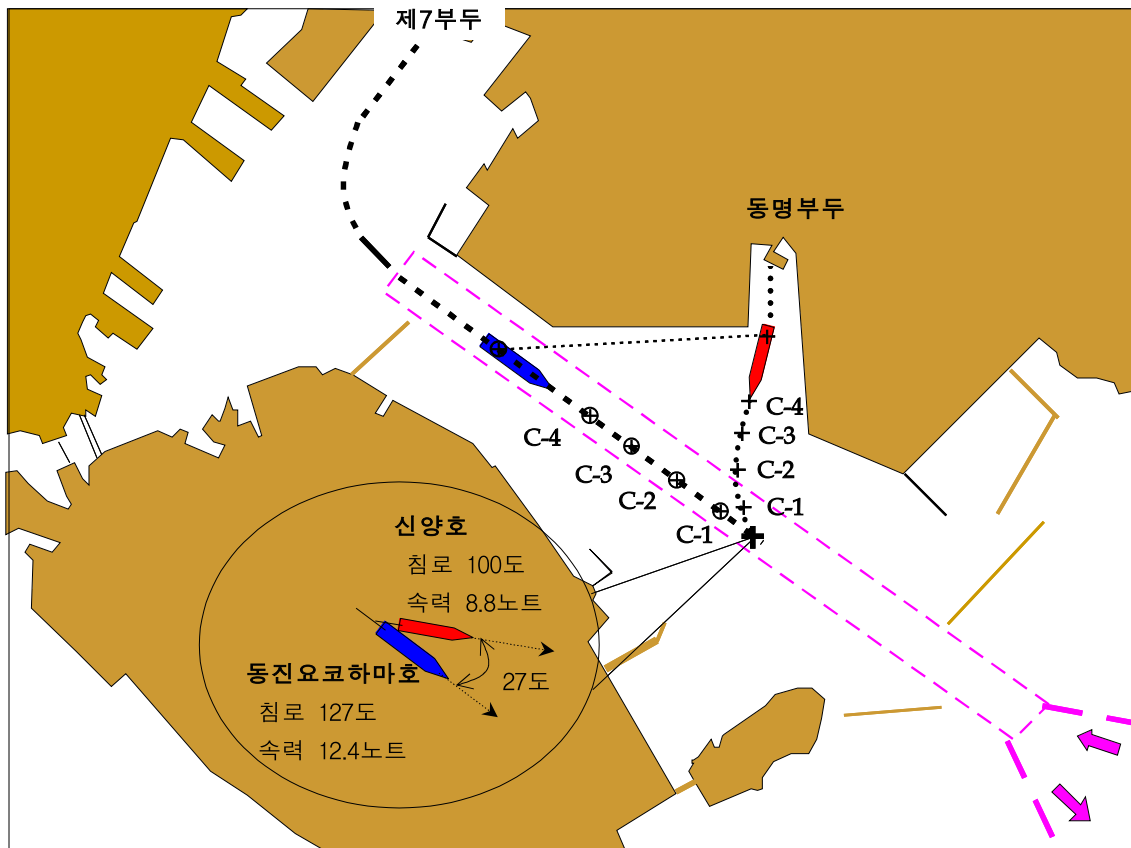 제7부두
동명부두
C-4
C-3
C-2
C-1
C-4
C-3
C-2
C-1
신양호
침로 100도
속력 8.8노트
27도
동진요코하마호
침로 127도
속력 12.4노트